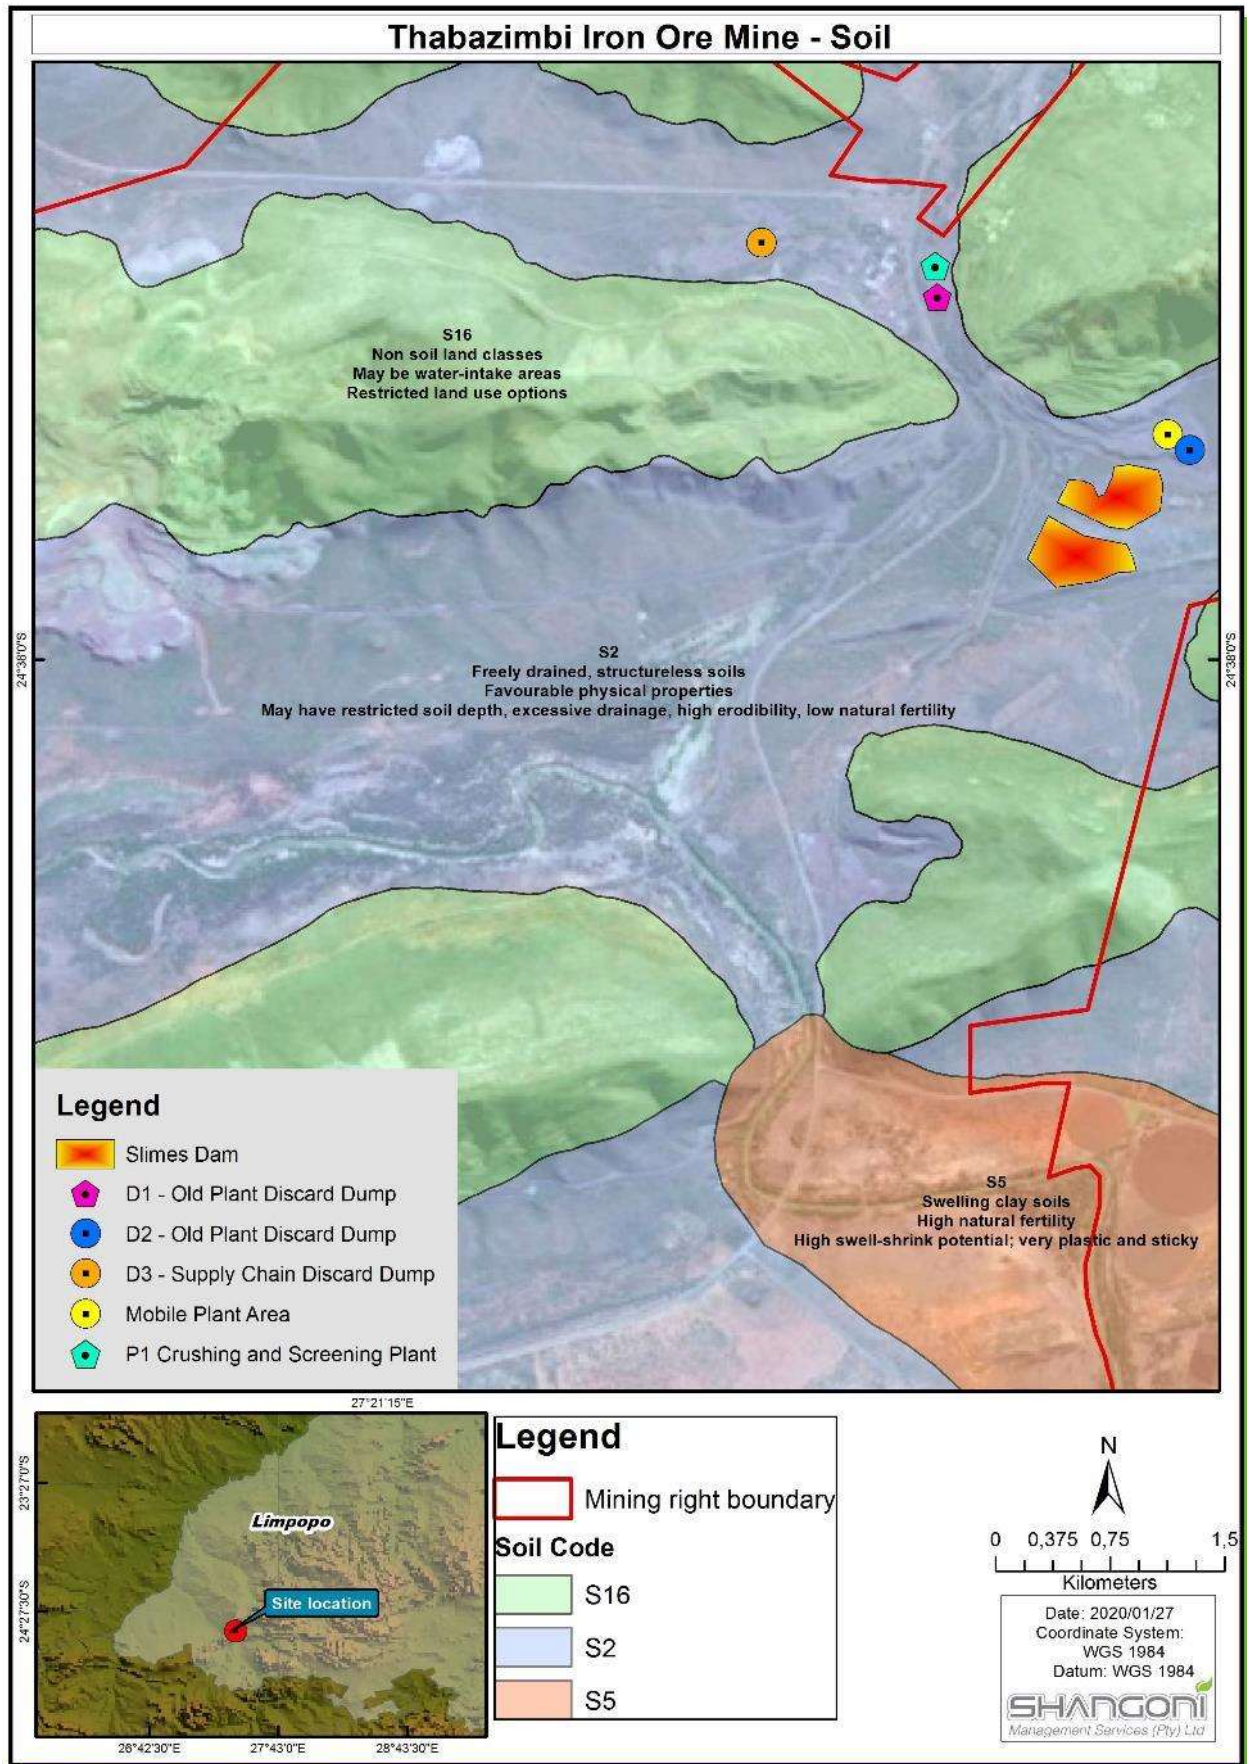 Thabazimbi Iron Ore Mine - Soil
S16
Non soil land classes
May be water-intake areas
Restricted land use options
24°38'0"S
24°38'0"S
S2
Freely drained, structureless soils
Favourable physical properties
May have restricted soil depth, excessive drainage, high erodibility, low natural fertility
S5
Swelling clay soils
High natural fertility
High swell-shrink potential; very plastic and sticky
Legend
Slimes Dam
D1 - Old Plant Discard Dump
D2 - Old Plant Discard Dump
D3 - Supply Chain Discard Dump
Mobile Plant Area
P1 Crushing and Screening Plant
27°21'15"E
23°27'0"S
24°27'30"S
Limpopo
Site location
26°42'30"E
27°43'0"E
28°43'30"E
Legend
Mining right boundary
Soil Code
S16
S2
S5
N
0 0,375 0,75 1,5
Kilometers
Date: 2020/01/27
Coordinate System:
WGS 1984
Datum: WGS 1984
SHANGONI
Management Services (Pty) Ltd